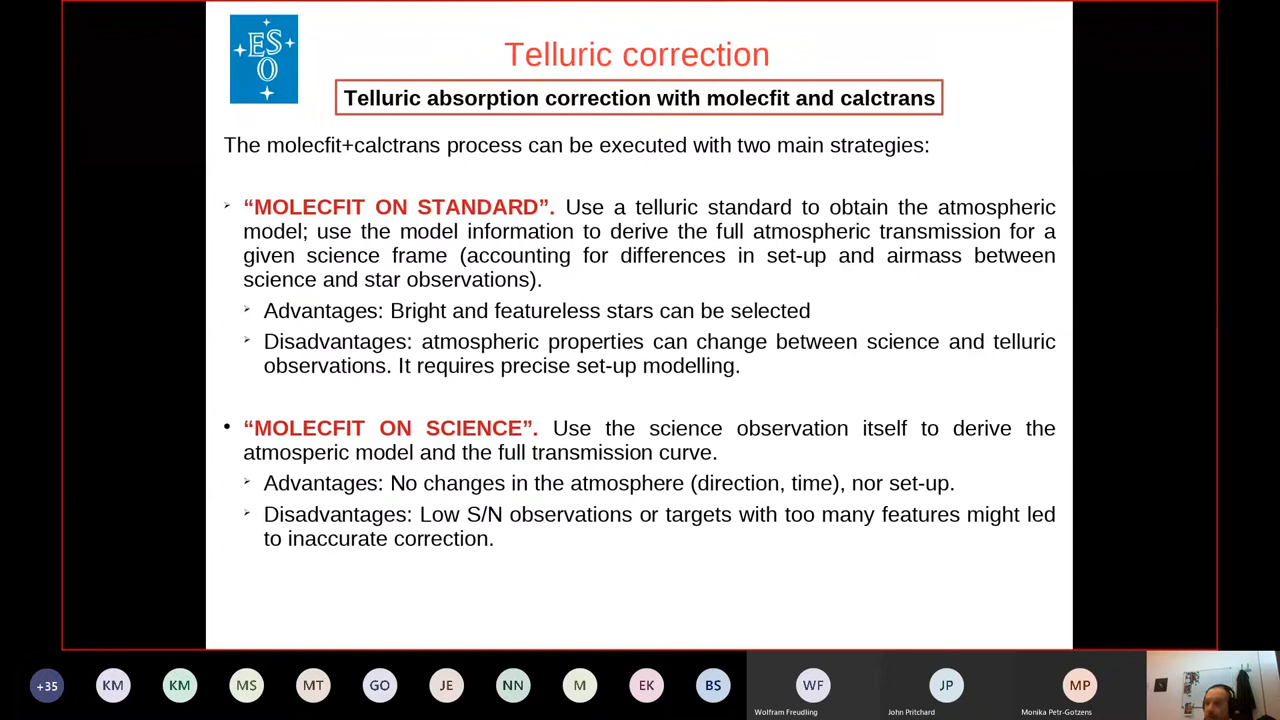 ES
O
Telluric correction
Telluric absorption correction with molecfit and calctrans
The molecfit+calctrans process can be executed with two main strategies:
“MOLECFIT ON STANDARD”. Use a telluric standard to obtain the atmospheric
model; use the model information to derive the full atmospheric transmission for a
given science frame (accounting for differences in set-up and airmass between
science and star observations).
Advantages: Bright and featureless stars can be selected
Disadvantages: atmospheric properties can change between science and telluric
observations. It requires precise set-up modelling.
“MOLECFIT ON SCIENCE”. Use the science observation itself to derive the
atmosperic model and the full transmission curve.
Advantages: No changes in the atmosphere (direction, time), nor set-up.
Disadvantages: Low S/N observations or targets with too many features might led
to inaccurate correction.
+35 KM KM MS MT GO JE NN M EK BS WF JP MP
Wolfram Freudling John Pritchard Monika Petr-Gotzens